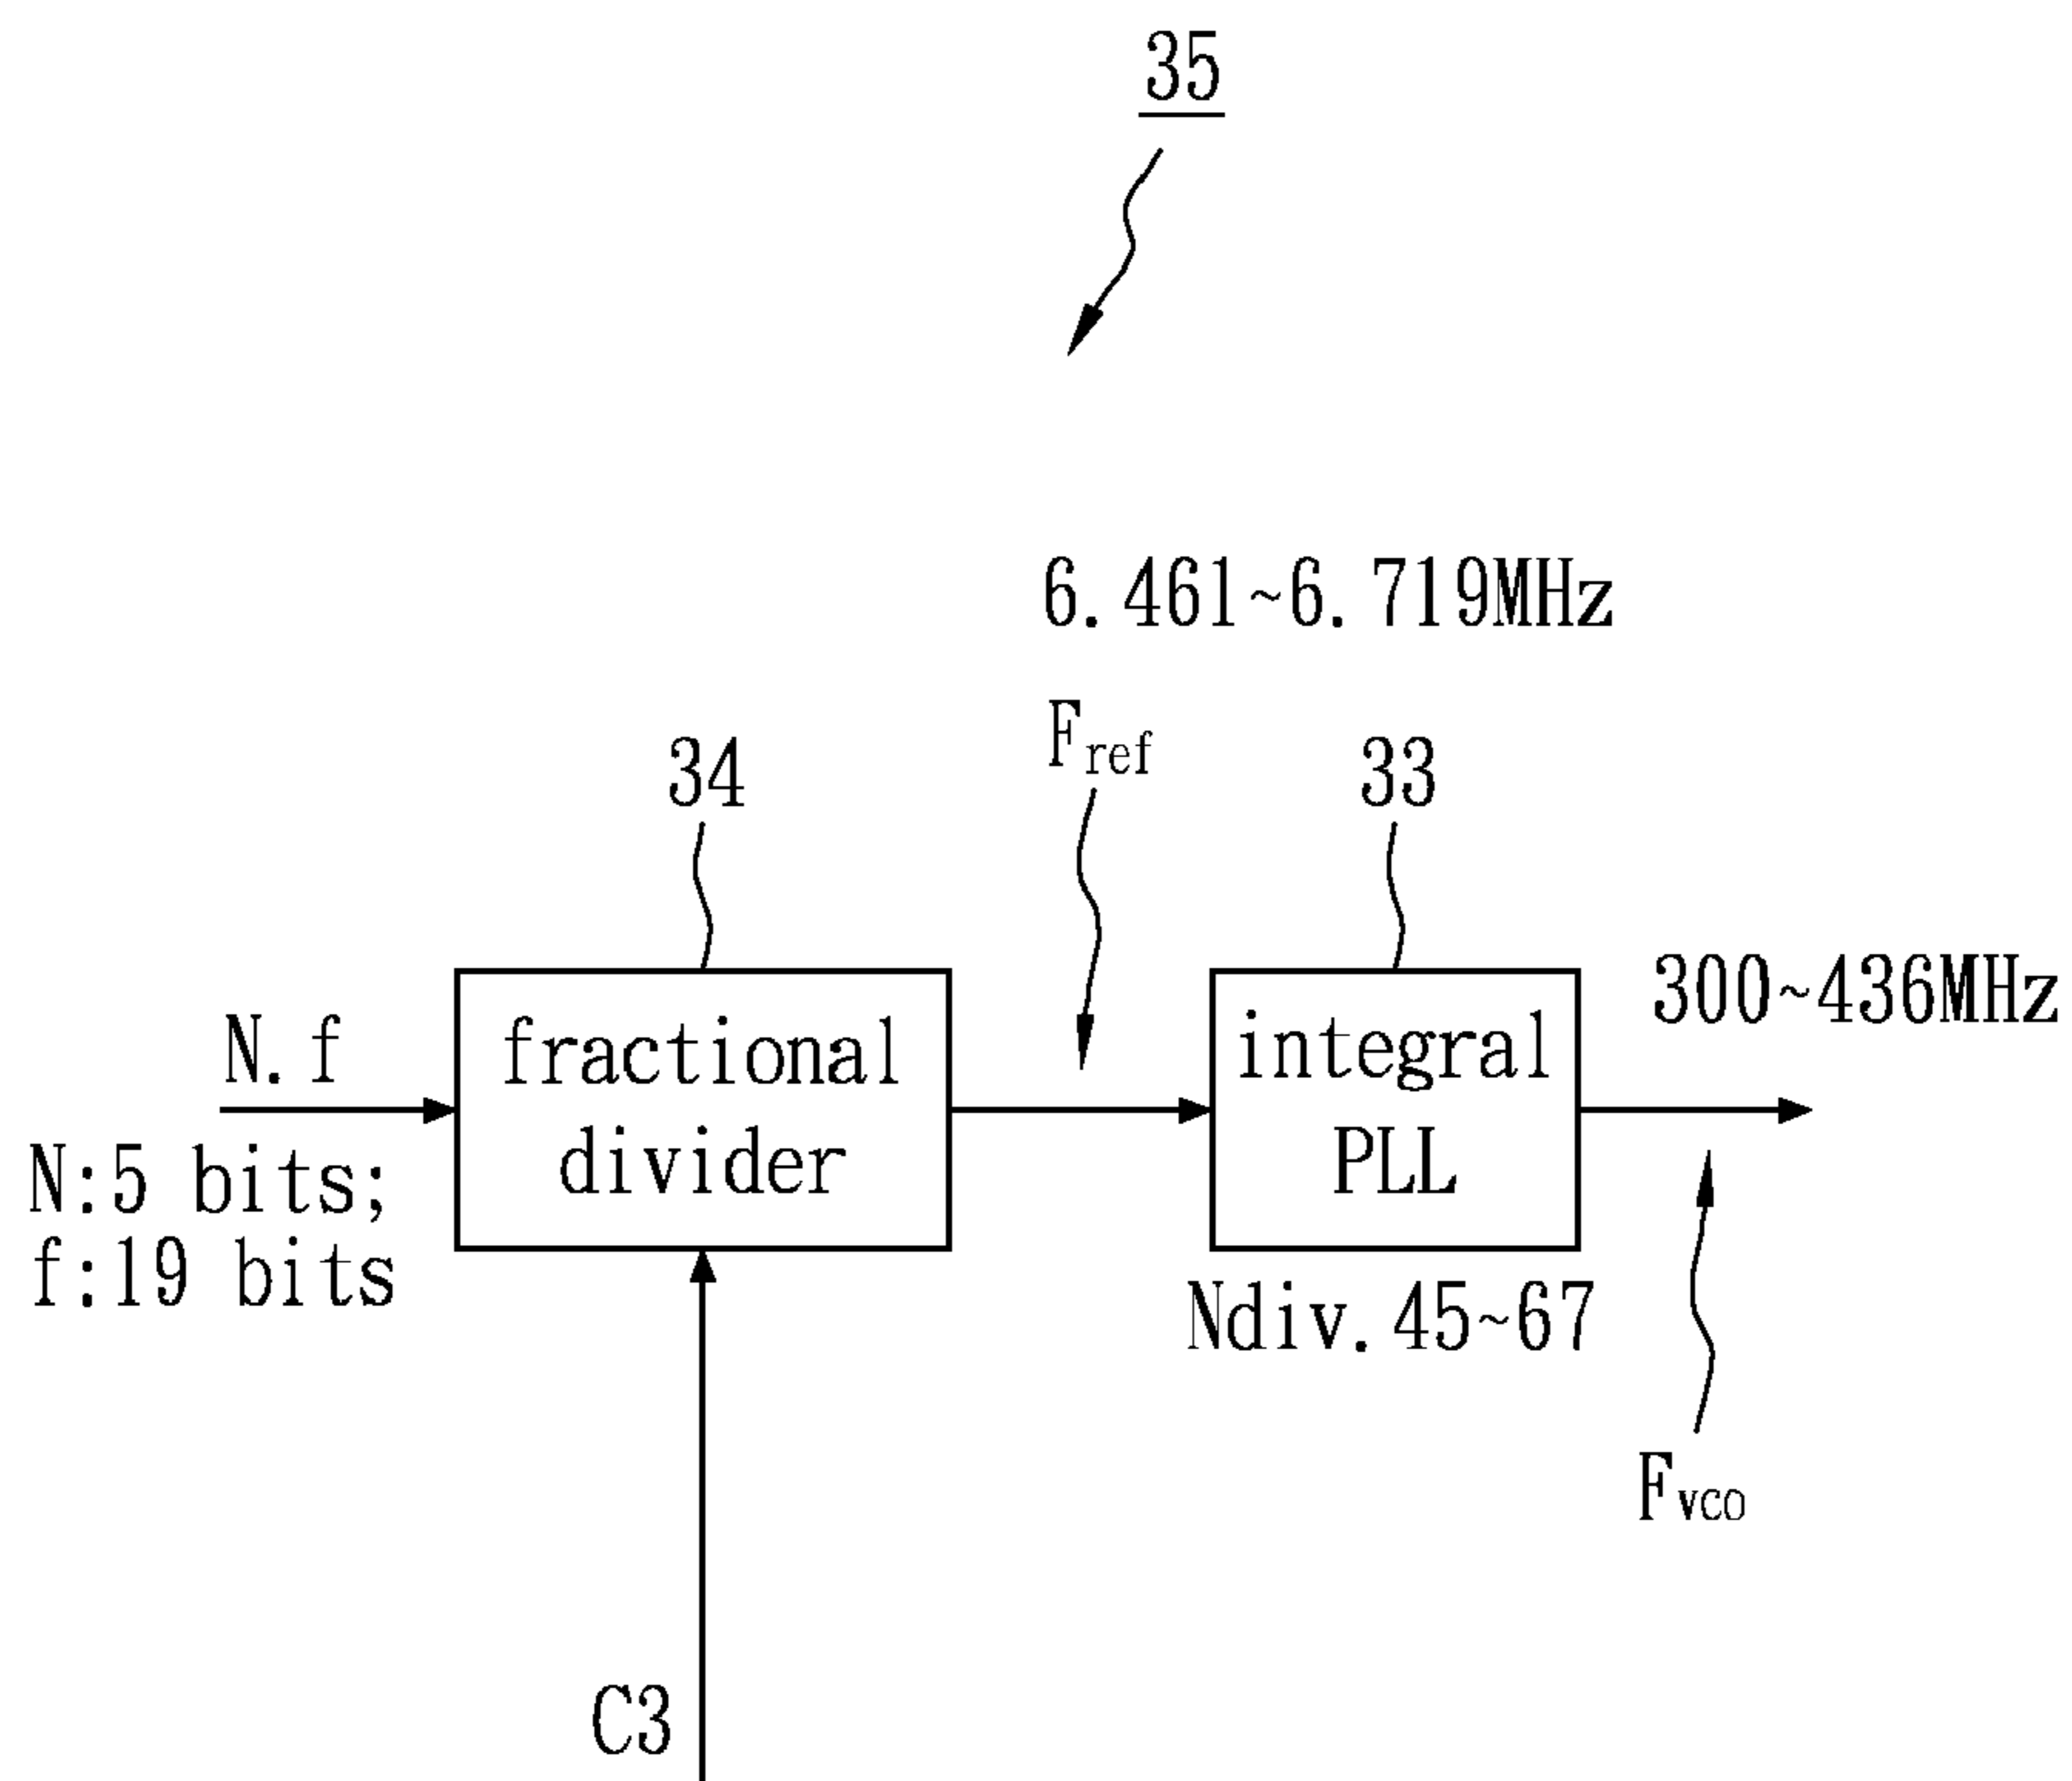 35
6.461~6.719MHz
Fref
34
33
300~436MHz
N.f
fractional
divider
integral
PLL
N:5 bits;
f:19 bits
Ndiv.45~67
Fvco
C3